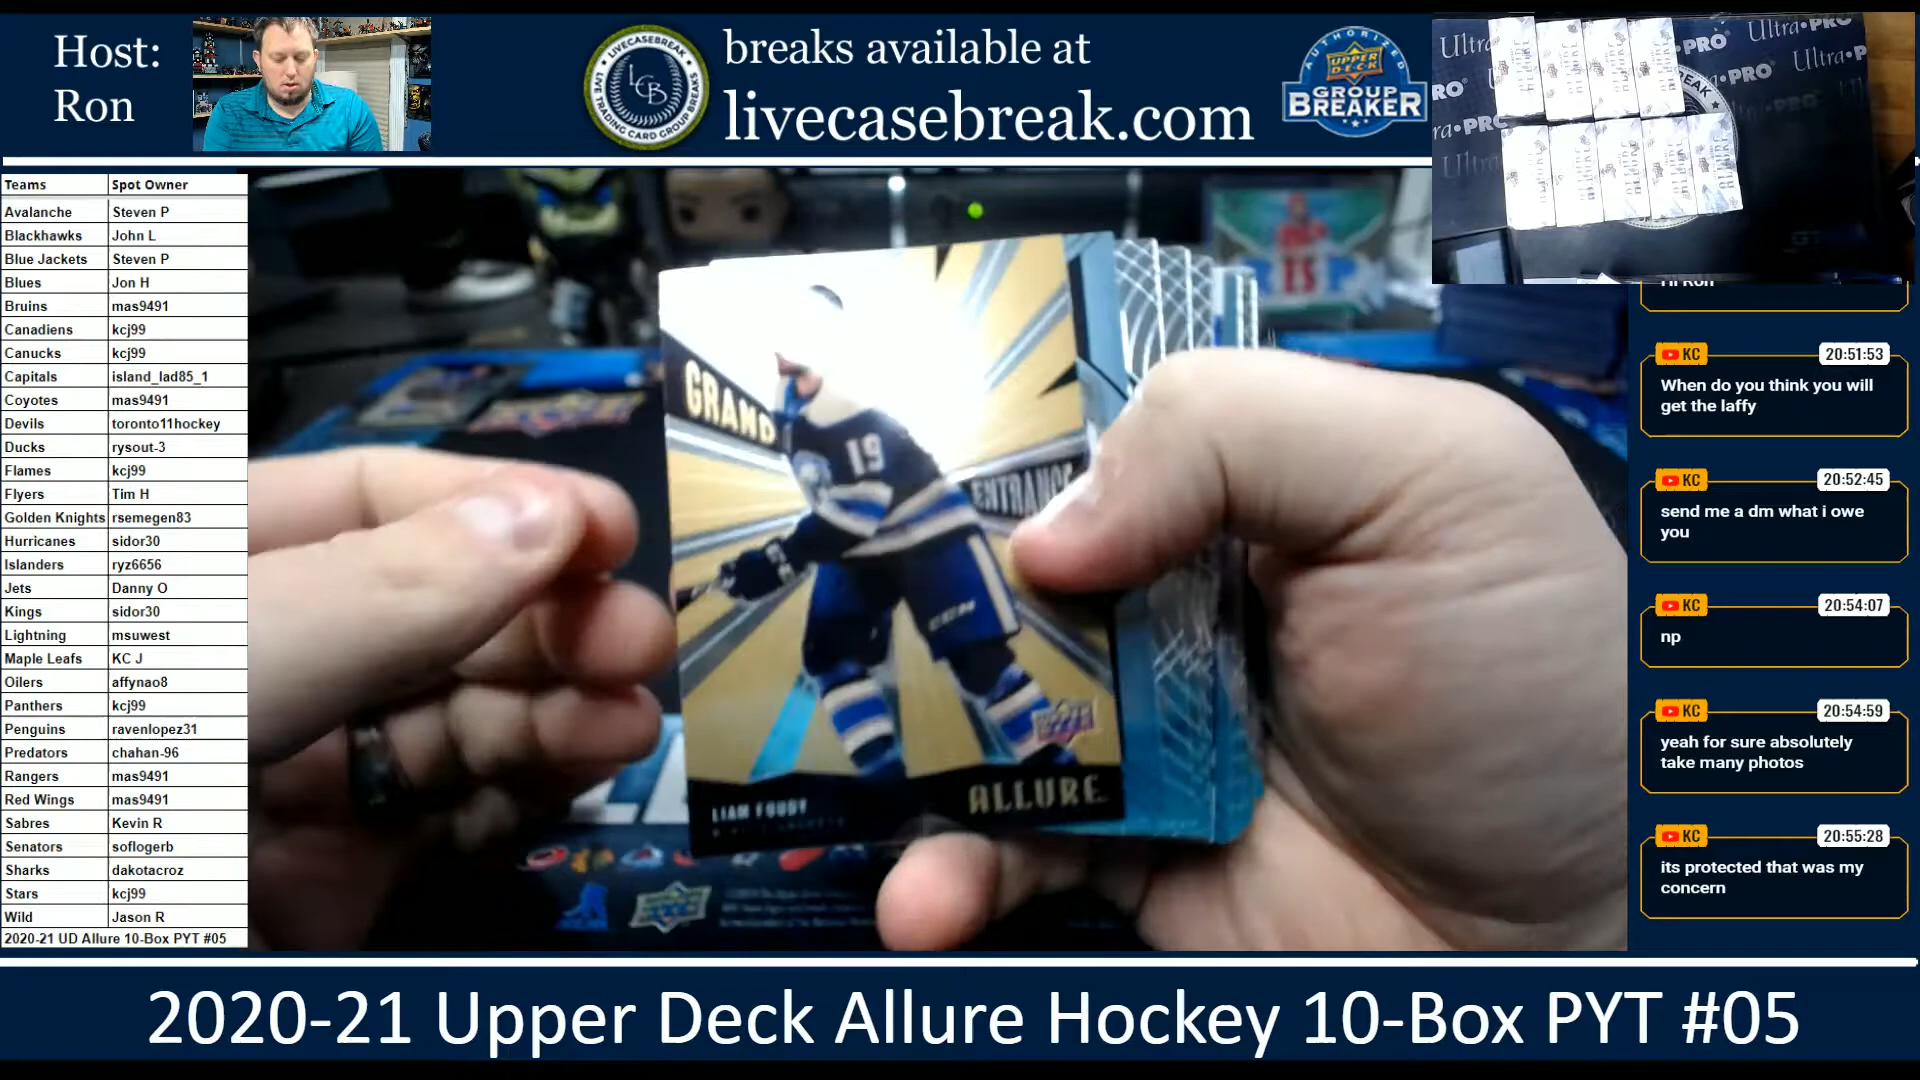 Host:
Ron
LIVECASEBREAK
LCB
LIVE TRADING CARD GROUP BREAKS
breaks available at
livecasebreak.com
AUTHORIZED
UPPER DECK
GROUP
BREAKER
Ultra•PRO
Teams Spot Owner
Avalanche Steven P
Blackhawks John L
Blue Jackets Steven P
Blues Jon H
Bruins mas9491
Canadiens kcj99
Canucks kcj99
Capitals island_lad85_1
Coyotes mas9491
Devils toronto11hockey
Ducks rysout-3
Flames kcj99
Flyers Tim H
Golden Knights rsemegen83
Hurricanes sidor30
Islanders ryz6656
Jets Danny O
Kings sidor30
Lightning msuwest
Maple Leafs KC J
Oilers affynao8
Panthers kcj99
Penguins ravenlopez31
Predators chahan-96
Rangers mas9491
Red Wings mas9491
Sabres Kevin R
Senators soflogerb
Sharks dakotacroz
Stars kcj99
Wild Jason R
2020-21 UD Allure 10-Box PYT #05
GRAND
19
ENTRANCE
CCM
LIAM FOUDY
ALLURE
KC 20:51:53
When do you think you will
get the laffy
KC 20:52:45
send me a dm what i owe
you
KC 20:54:07
np
KC 20:54:59
yeah for sure absolutely
take many photos
KC 20:55:28
its protected that was my
concern
2020-21 Upper Deck Allure Hockey 10-Box PYT #05